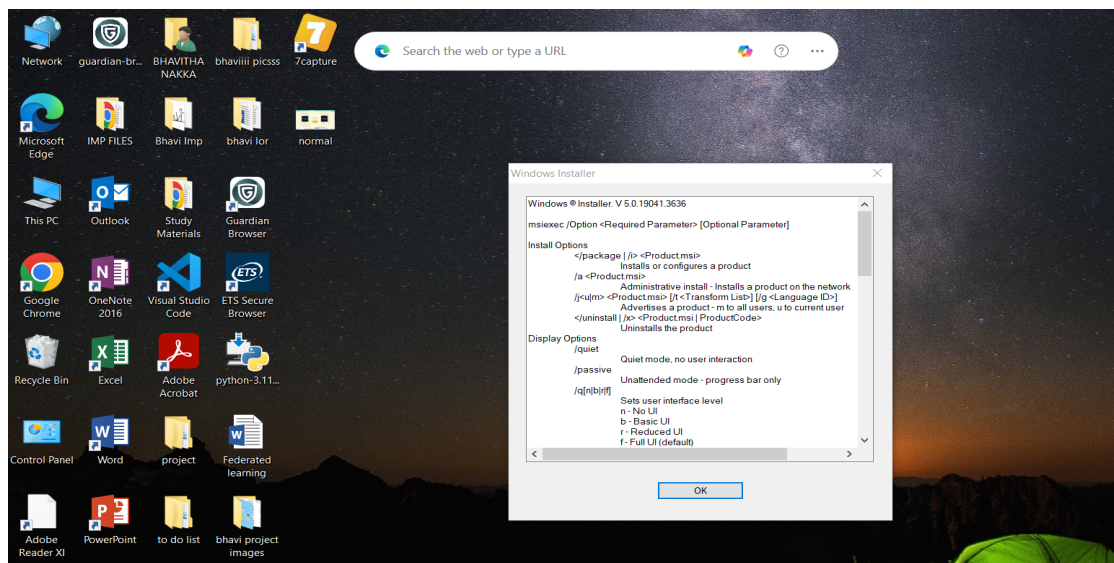 Search the web or type a URL
Network
guardian-br...
BHAVITHA
NAKKA
bhaviiii picsss
7capture
Microsoft
Edge
IMP FILES
Bhavi Imp
bhavi lor
normal
This PC
Outlook
Study
Materials
Guardian
Browser
Google
Chrome
OneNote
2016
Visual Studio
Code
ETS Secure
Browser
Recycle Bin
Excel
Adobe
Acrobat
python-3.11...
Control Panel
Word
project
Federated
learning
Adobe
Reader XI
PowerPoint
to do list
bhavi project
images
Windows Installer
Windows ® Installer. V 5.0.19041.3636
msiexec /Option <Required Parameter> [Optional Parameter]
Install Options
</package | /i> <Product.msi>
Installs or configures a product
/a <Product.msi>
Administrative install - Installs a product on the network
/j<u|m> <Product.msi> [/t <Transform List>] [/g <Language ID>]
Advertises a product - m to all users, u to current user
</uninstall | /x> <Product.msi | ProductCode>
Uninstalls the product
Display Options
/quiet
Quiet mode, no user interaction
/passive
Unattended mode - progress bar only
/q[n|b|r|f]
Sets user interface level
n - No UI
b - Basic UI
r - Reduced UI
f - Full UI (default)
OK